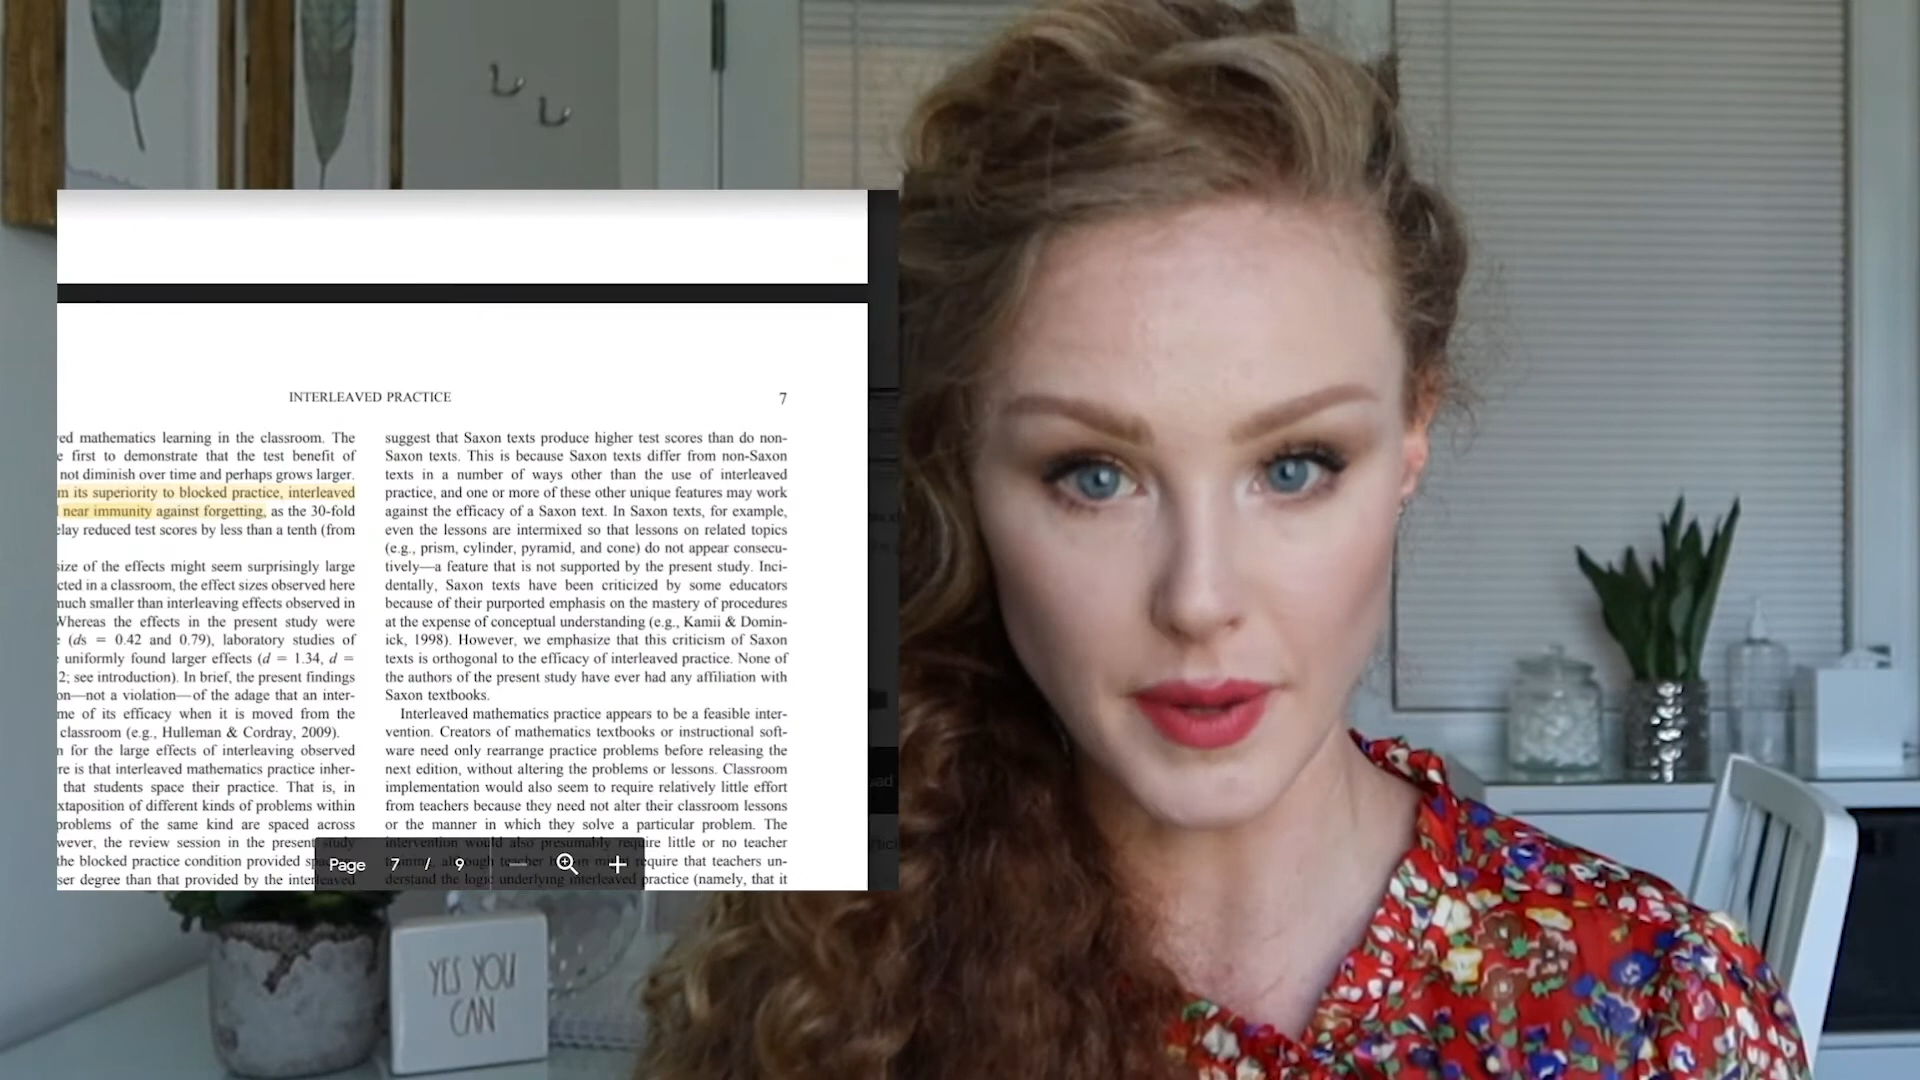 INTERLEAVED PRACTICE
7
mathematics learning in the classroom. The
first to demonstrate that the test benefit of
not diminish over time and perhaps grows larger.
its superiority to blocked practice, interleaved
near immunity against forgetting, as the 30-fold
reduced test scores by less than a tenth (from
of the effects might seem surprisingly large
in a classroom, the effect sizes observed here
much smaller than interleaving effects observed in
Whereas the effects in the present study were
(ds = 0.42 and 0.79), laboratory studies of
uniformly found larger effects (d = 1.34, d =
2; see introduction). In brief, the present findings
—not a violation—of the adage that an inter-
of its efficacy when it is moved from the
classroom (e.g., Hulleman & Cordray, 2009).
for the large effects of interleaving observed
is that interleaved mathematics practice inher-
that students space their practice. That is, in
of different kinds of problems within
problems of the same kind are spaced across
the review session in the present study
the blocked practice condition provided
degree than that provided by the interleaved
suggest that Saxon texts produce higher test scores than do non-
Saxon texts. This is because Saxon texts differ from non-Saxon
texts in a number of ways other than the use of interleaved
practice, and one or more of these other unique features may work
against the efficacy of a Saxon text. In Saxon texts, for example,
even the lessons are intermixed so that lessons on related topics
(e.g., prism, cylinder, pyramid, and cone) do not appear consecu-
tively—a feature that is not supported by the present study. Inci-
dentally, Saxon texts have been criticized by some educators
because of their purported emphasis on the mastery of procedures
at the expense of conceptual understanding (e.g., Kamii & Domin-
ick, 1998). However, we emphasize that this criticism of Saxon
texts is orthogonal to the efficacy of interleaved practice. None of
the authors of the present study have ever had any affiliation with
Saxon textbooks.
Interleaved mathematics practice appears to be a feasible inter-
vention. Creators of mathematics textbooks or instructional soft-
ware need only rearrange practice problems before releasing the
next edition, without altering the problems or lessons. Classroom
implementation would also seem to require relatively little effort
from teachers because they need not alter their classroom lessons
or the manner in which they solve a particular problem. The
intervention would also presumably require little or no teacher
although teacher require that teachers un-
derstand the logic underlying interleaved practice (namely, that it
Page 7 / 9
YES YOU
CAN